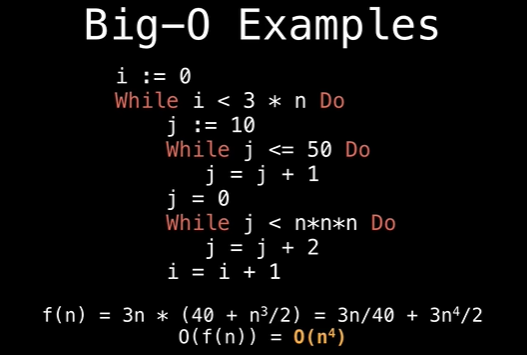 Big-O Examples
i := 0
While i < 3 * n Do
j := 10
While j <= 50 Do
j = j + 1
j = 0
While j < n*n*n Do
j = j + 2
i = i + 1
f(n) = 3n * (40 + n³/2) = 3n/40 + 3n⁴/2
O(f(n)) = O(n⁴)